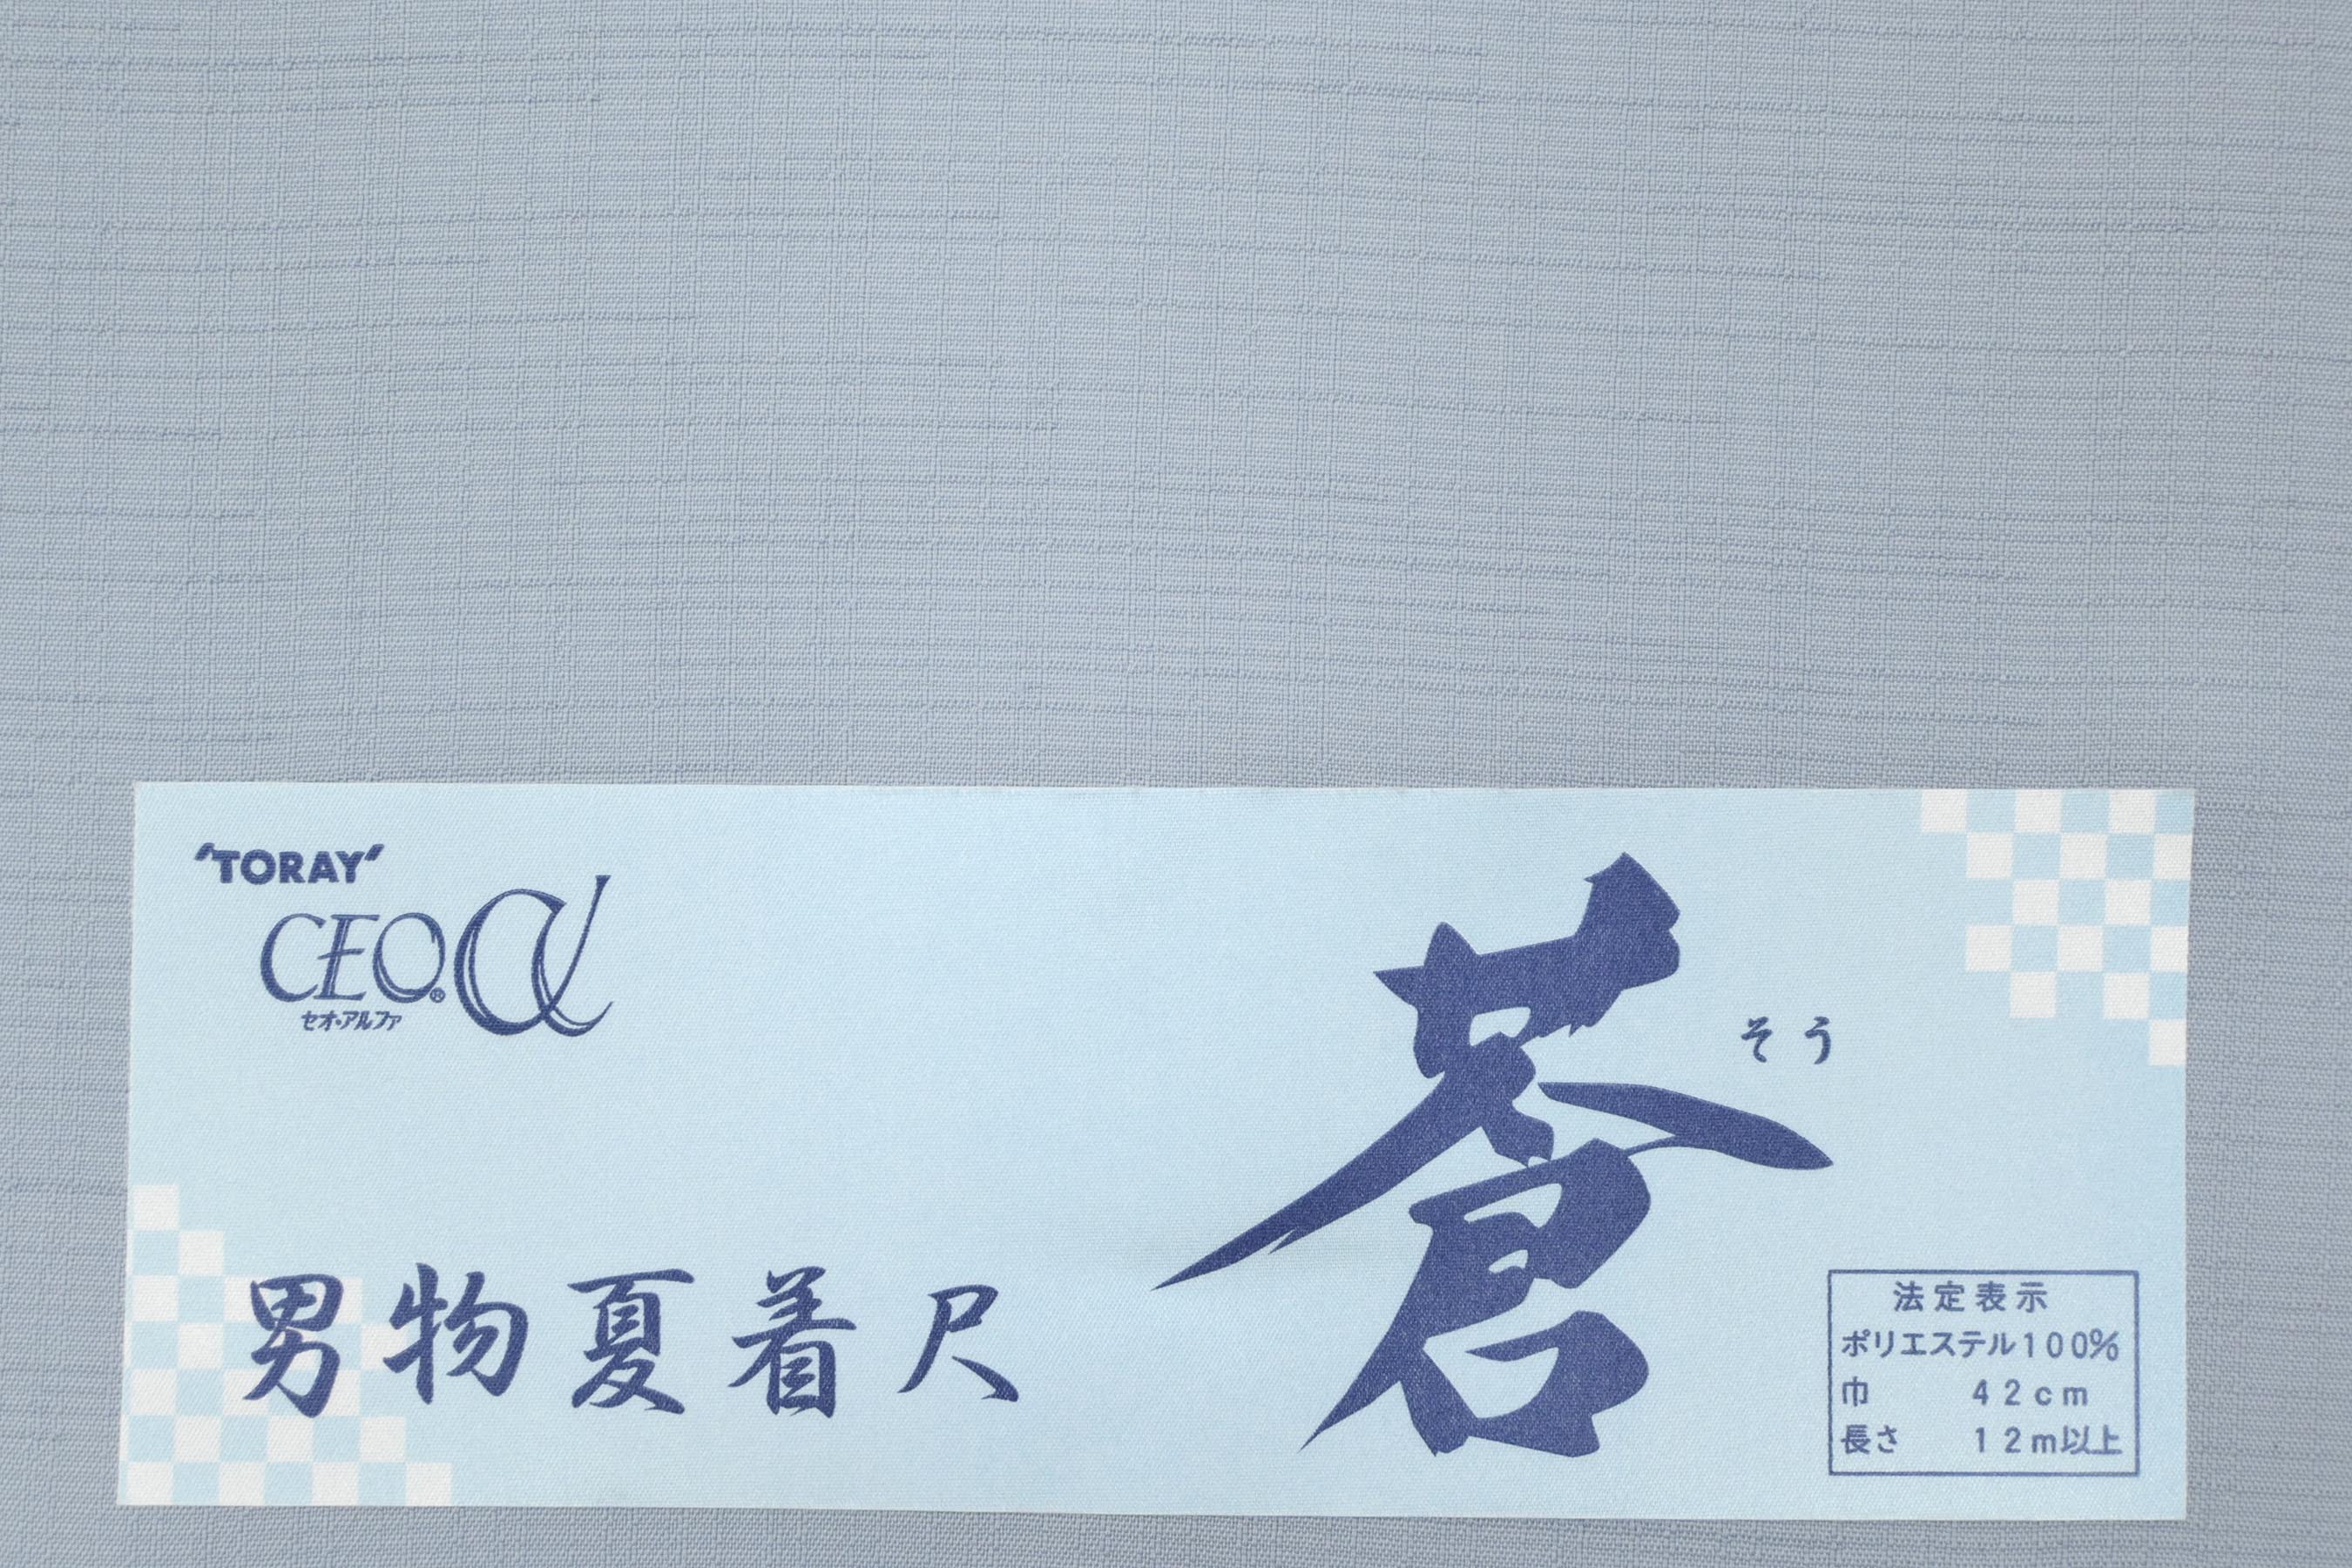 'TORAY'
CEO®α
セオ・アルファ
蒼
そう
男物夏着尺
法定表示
ポリエステル100%
巾 42cm
長さ 12m以上